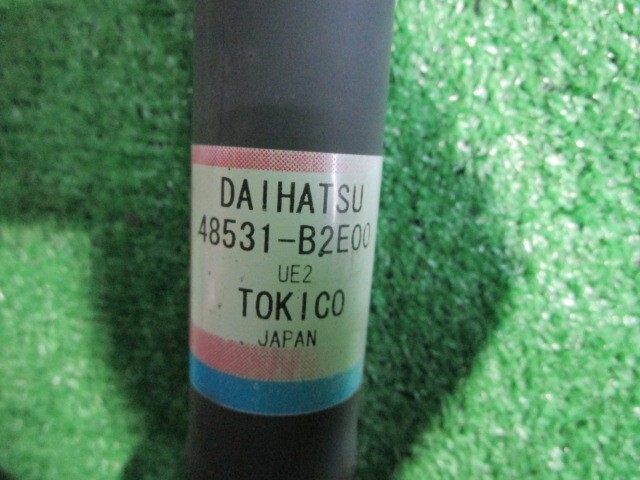 DAIHATSU
48531-B2E00
UE2
TOKICO
JAPAN